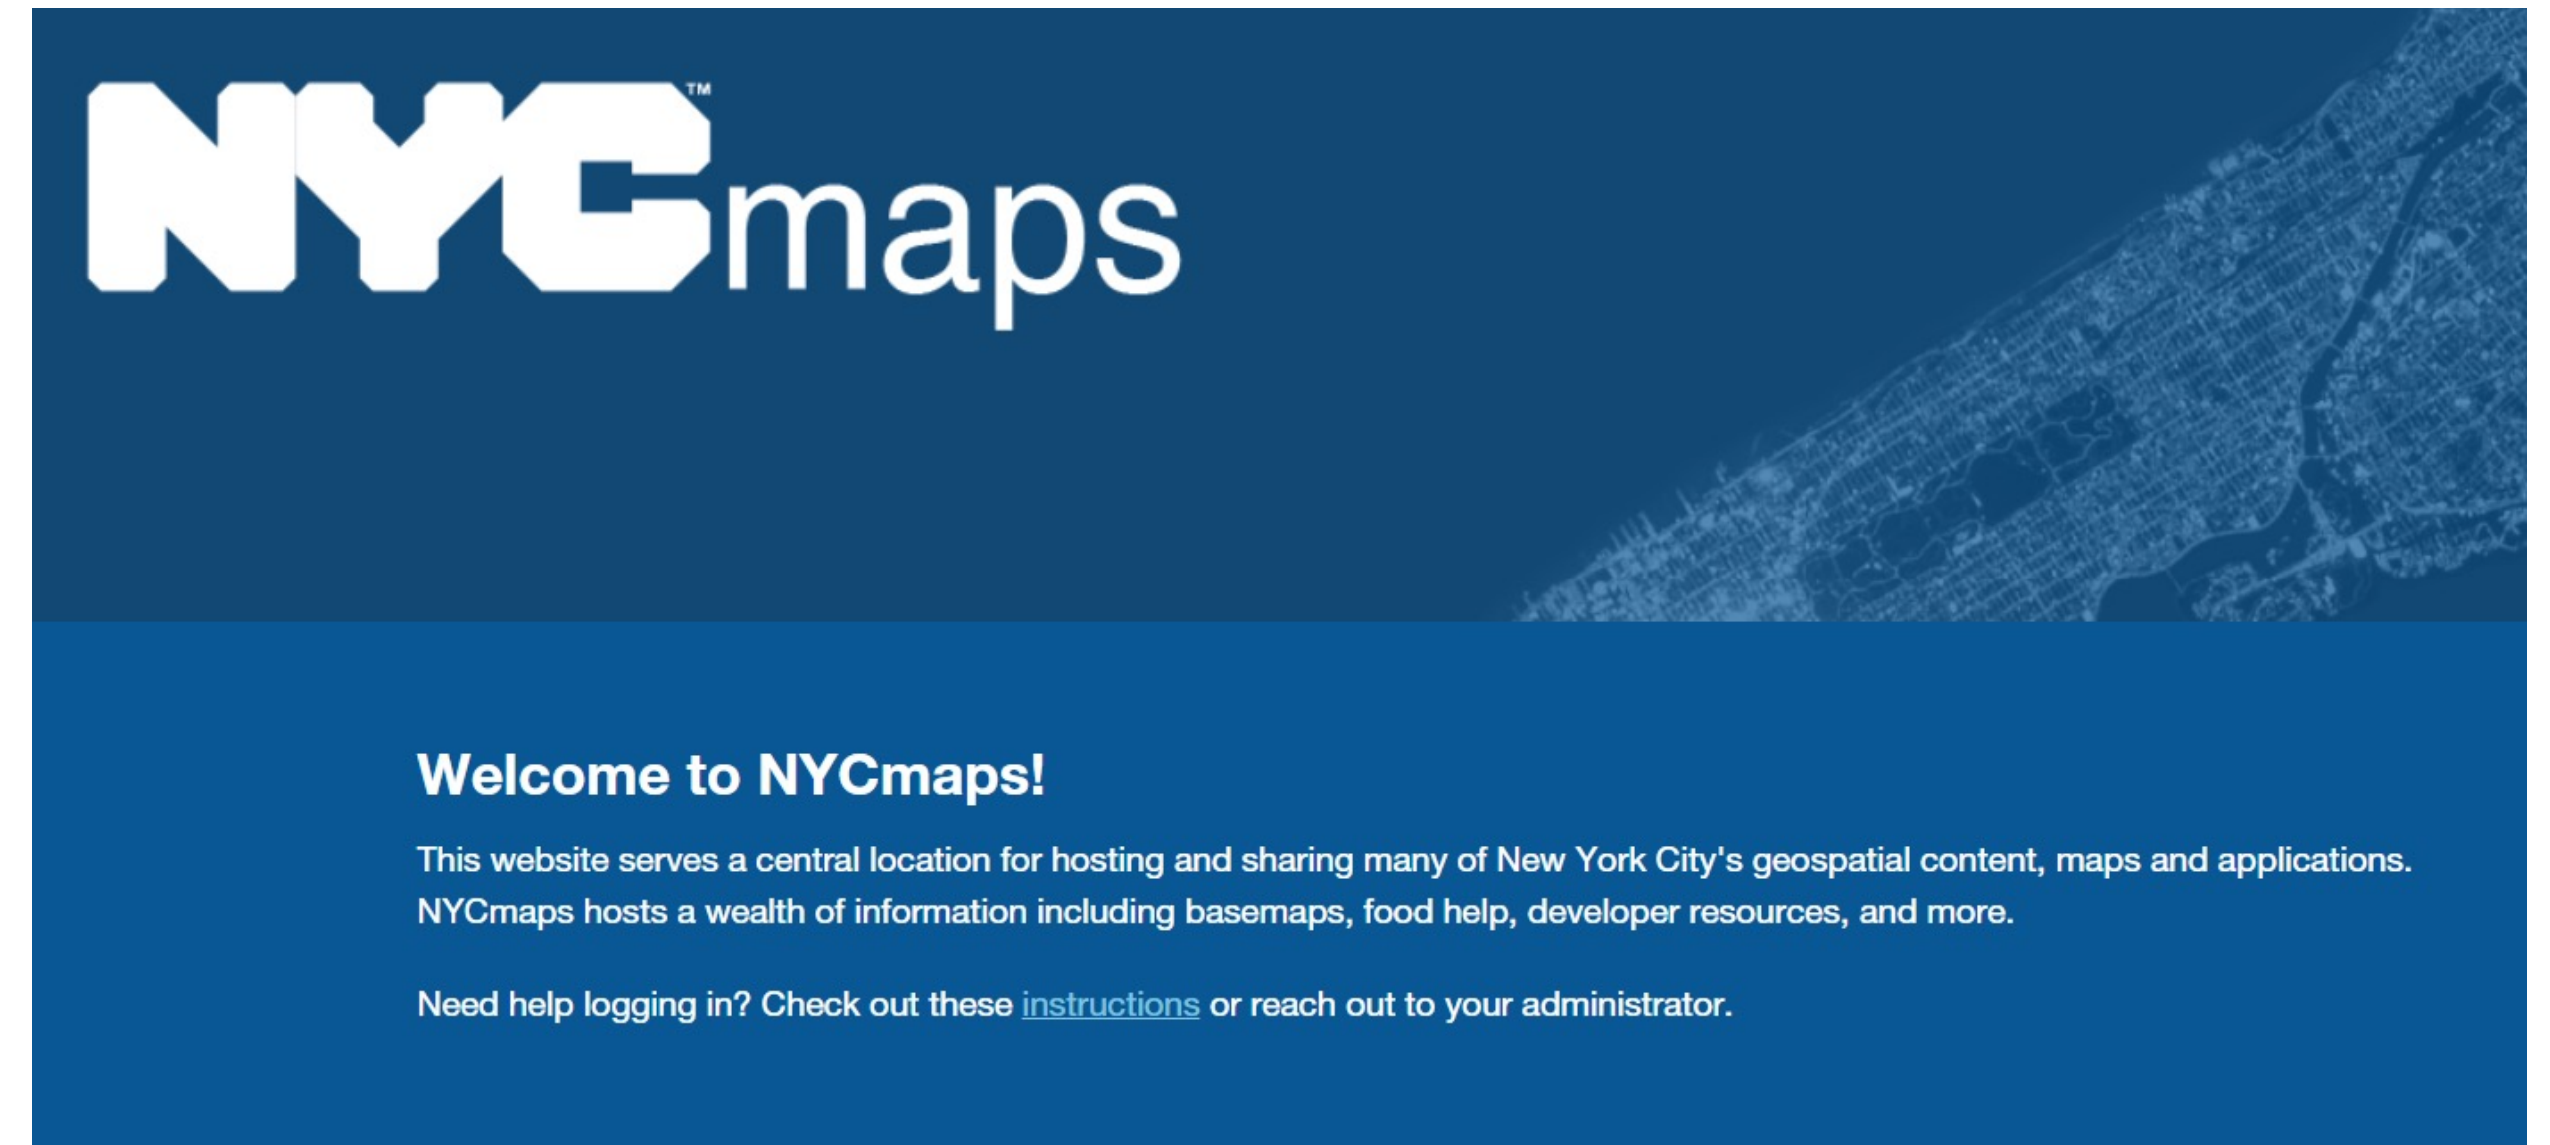 NYCmaps™
Welcome to NYCmaps!
This website serves a central location for hosting and sharing many of New York City's geospatial content, maps and applications.
NYCmaps hosts a wealth of information including basemaps, food help, developer resources, and more.
Need help logging in? Check out these instructions or reach out to your administrator.